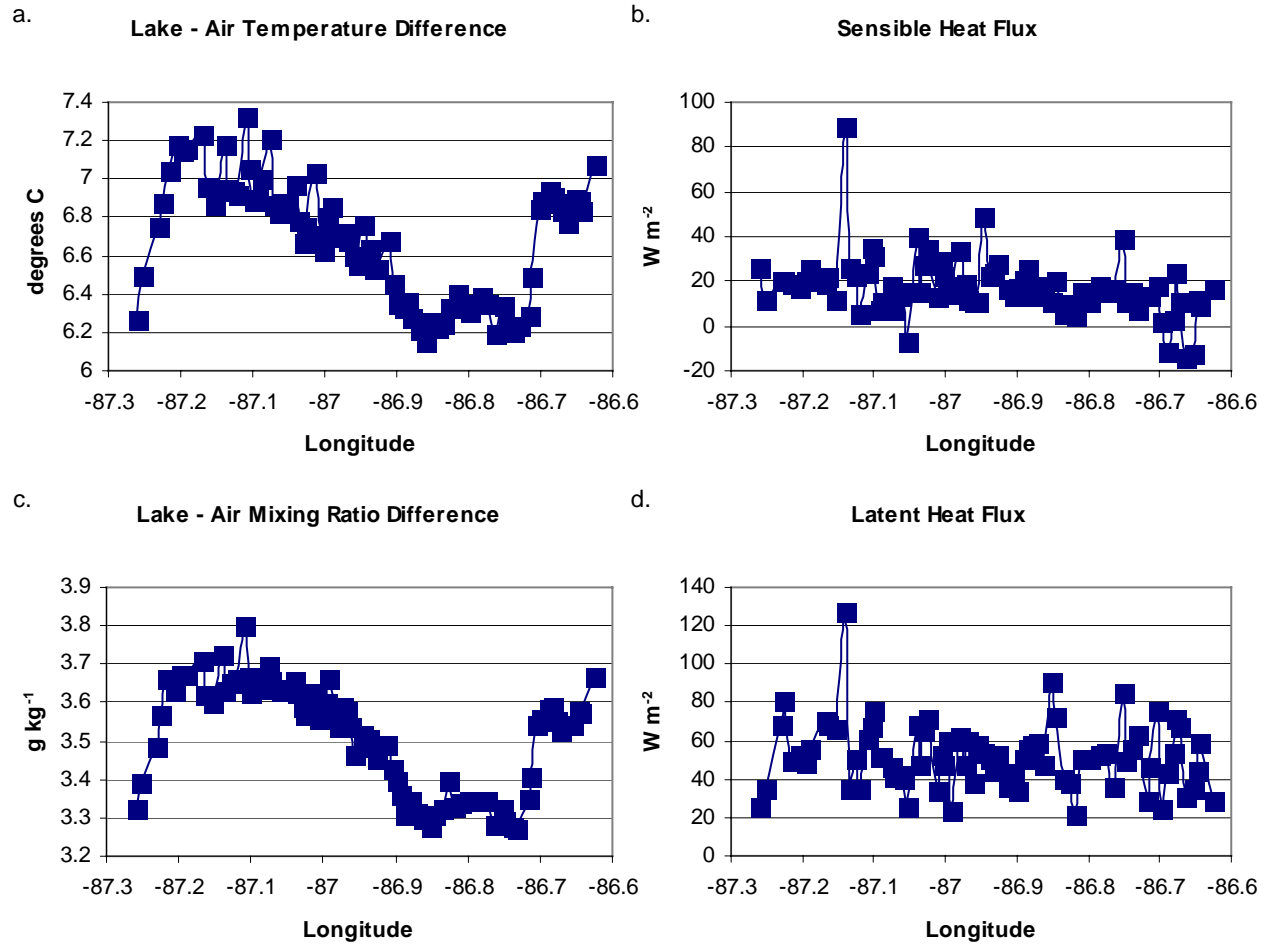 a.
Lake - Air Temperature Difference
7.4
7.2
7
6.8
6.6
6.4
6.2
6
degrees C
-87.3 -87.2 -87.1 -87 -86.9 -86.8 -86.7 -86.6
Longitude
b.
Sensible Heat Flux
100
80
60
40
20
0
-20
W m-2
-87.3 -87.2 -87.1 -87 -86.9 -86.8 -86.7 -86.6
Longitude
c.
Lake - Air Mixing Ratio Difference
3.9
3.8
3.7
3.6
3.5
3.4
3.3
3.2
g kg-1
-87.3 -87.2 -87.1 -87 -86.9 -86.8 -86.7 -86.6
Longitude
d.
Latent Heat Flux
140
120
100
80
60
40
20
0
W m-2
-87.3 -87.2 -87.1 -87 -86.9 -86.8 -86.7 -86.6
Longitude